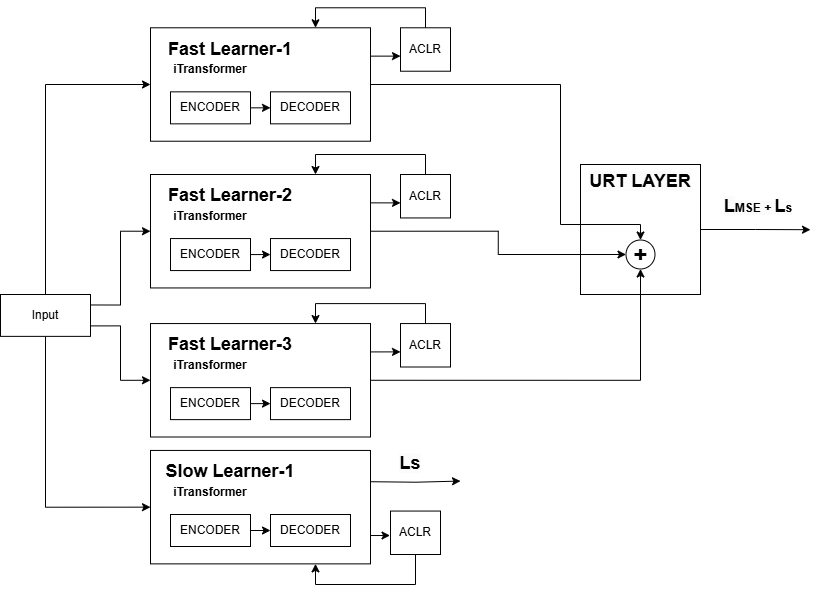 Fast Learner-1
iTransformer
ENCODER
DECODER
ACLR
Fast Learner-2
iTransformer
ENCODER
DECODER
ACLR
URT LAYER
+
LMSE + Ls
Input
Fast Learner-3
iTransformer
ENCODER
DECODER
ACLR
Slow Learner-1
iTransformer
ENCODER
DECODER
Ls
ACLR